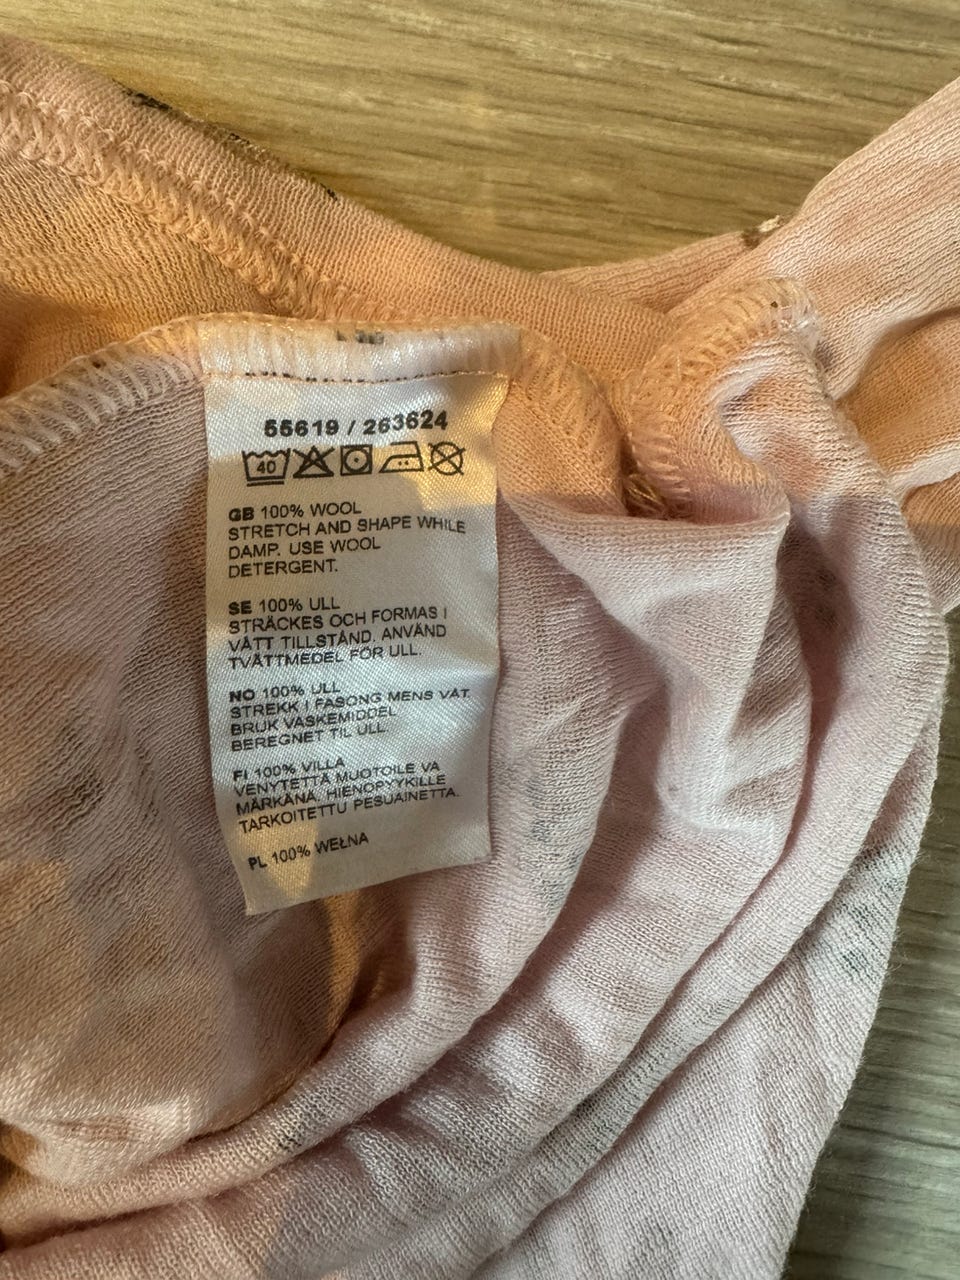 55619 / 263624
40
GB 100% WOOL
STRETCH AND SHAPE WHILE
DAMP. USE WOOL
DETERGENT.
SE 100% ULL
STRÄCKES OCH FORMAS I
VÅTT TILLSTÅND. ANVÄND
TVÄTTMEDEL FÖR ULL.
NO 100% ULL
STREKK I FASONG MENS VÅT.
BRUK VASKEMIDDEL
BEREGNET TIL ULL.
FI 100% VILLA
VENYTETTÄ MUOTOILE VA
MÄRKÄNÄ. HIENOPYYKILLE
TARKOITETTU PESUAINETTA.
PL 100% WEŁNA